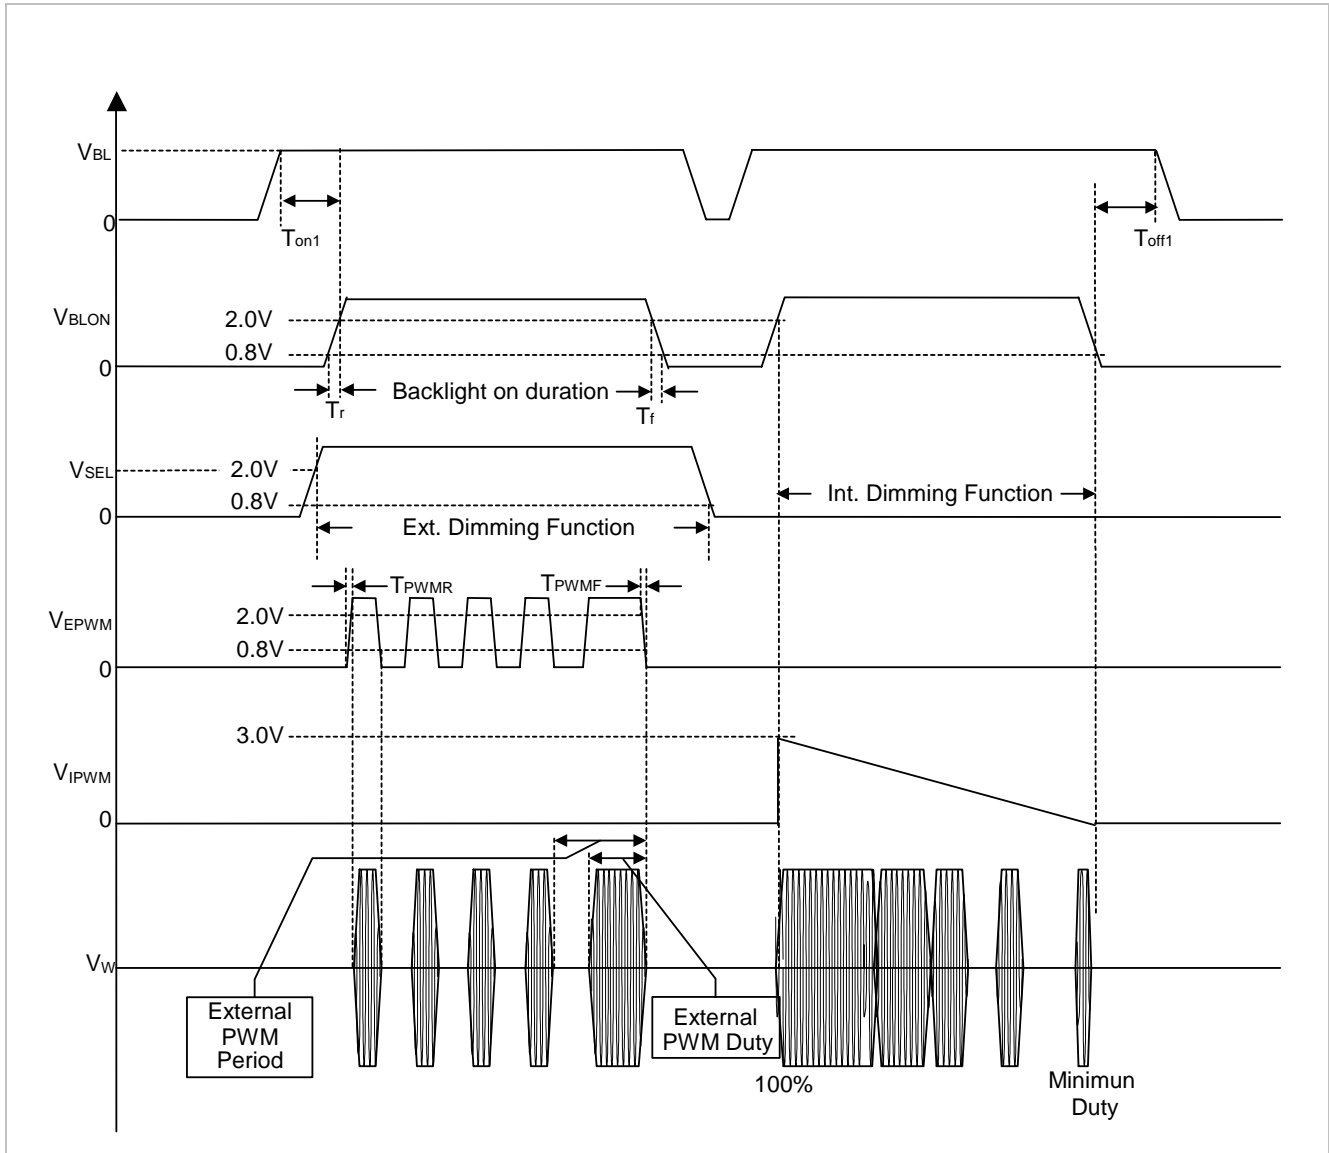 VBL
0
Ton1
Toff1
VBLON
2.0V
0.8V
0
Backlight on duration
Tr
Tf
VSEL
2.0V
0.8V
0
Int. Dimming Function
Ext. Dimming Function
TPWMR
TPWMF
VEPWM
2.0V
0.8V
0
3.0V
VIPWM
0
VW
External
PWM
Period
External
PWM Duty
100%
Minimun
Duty